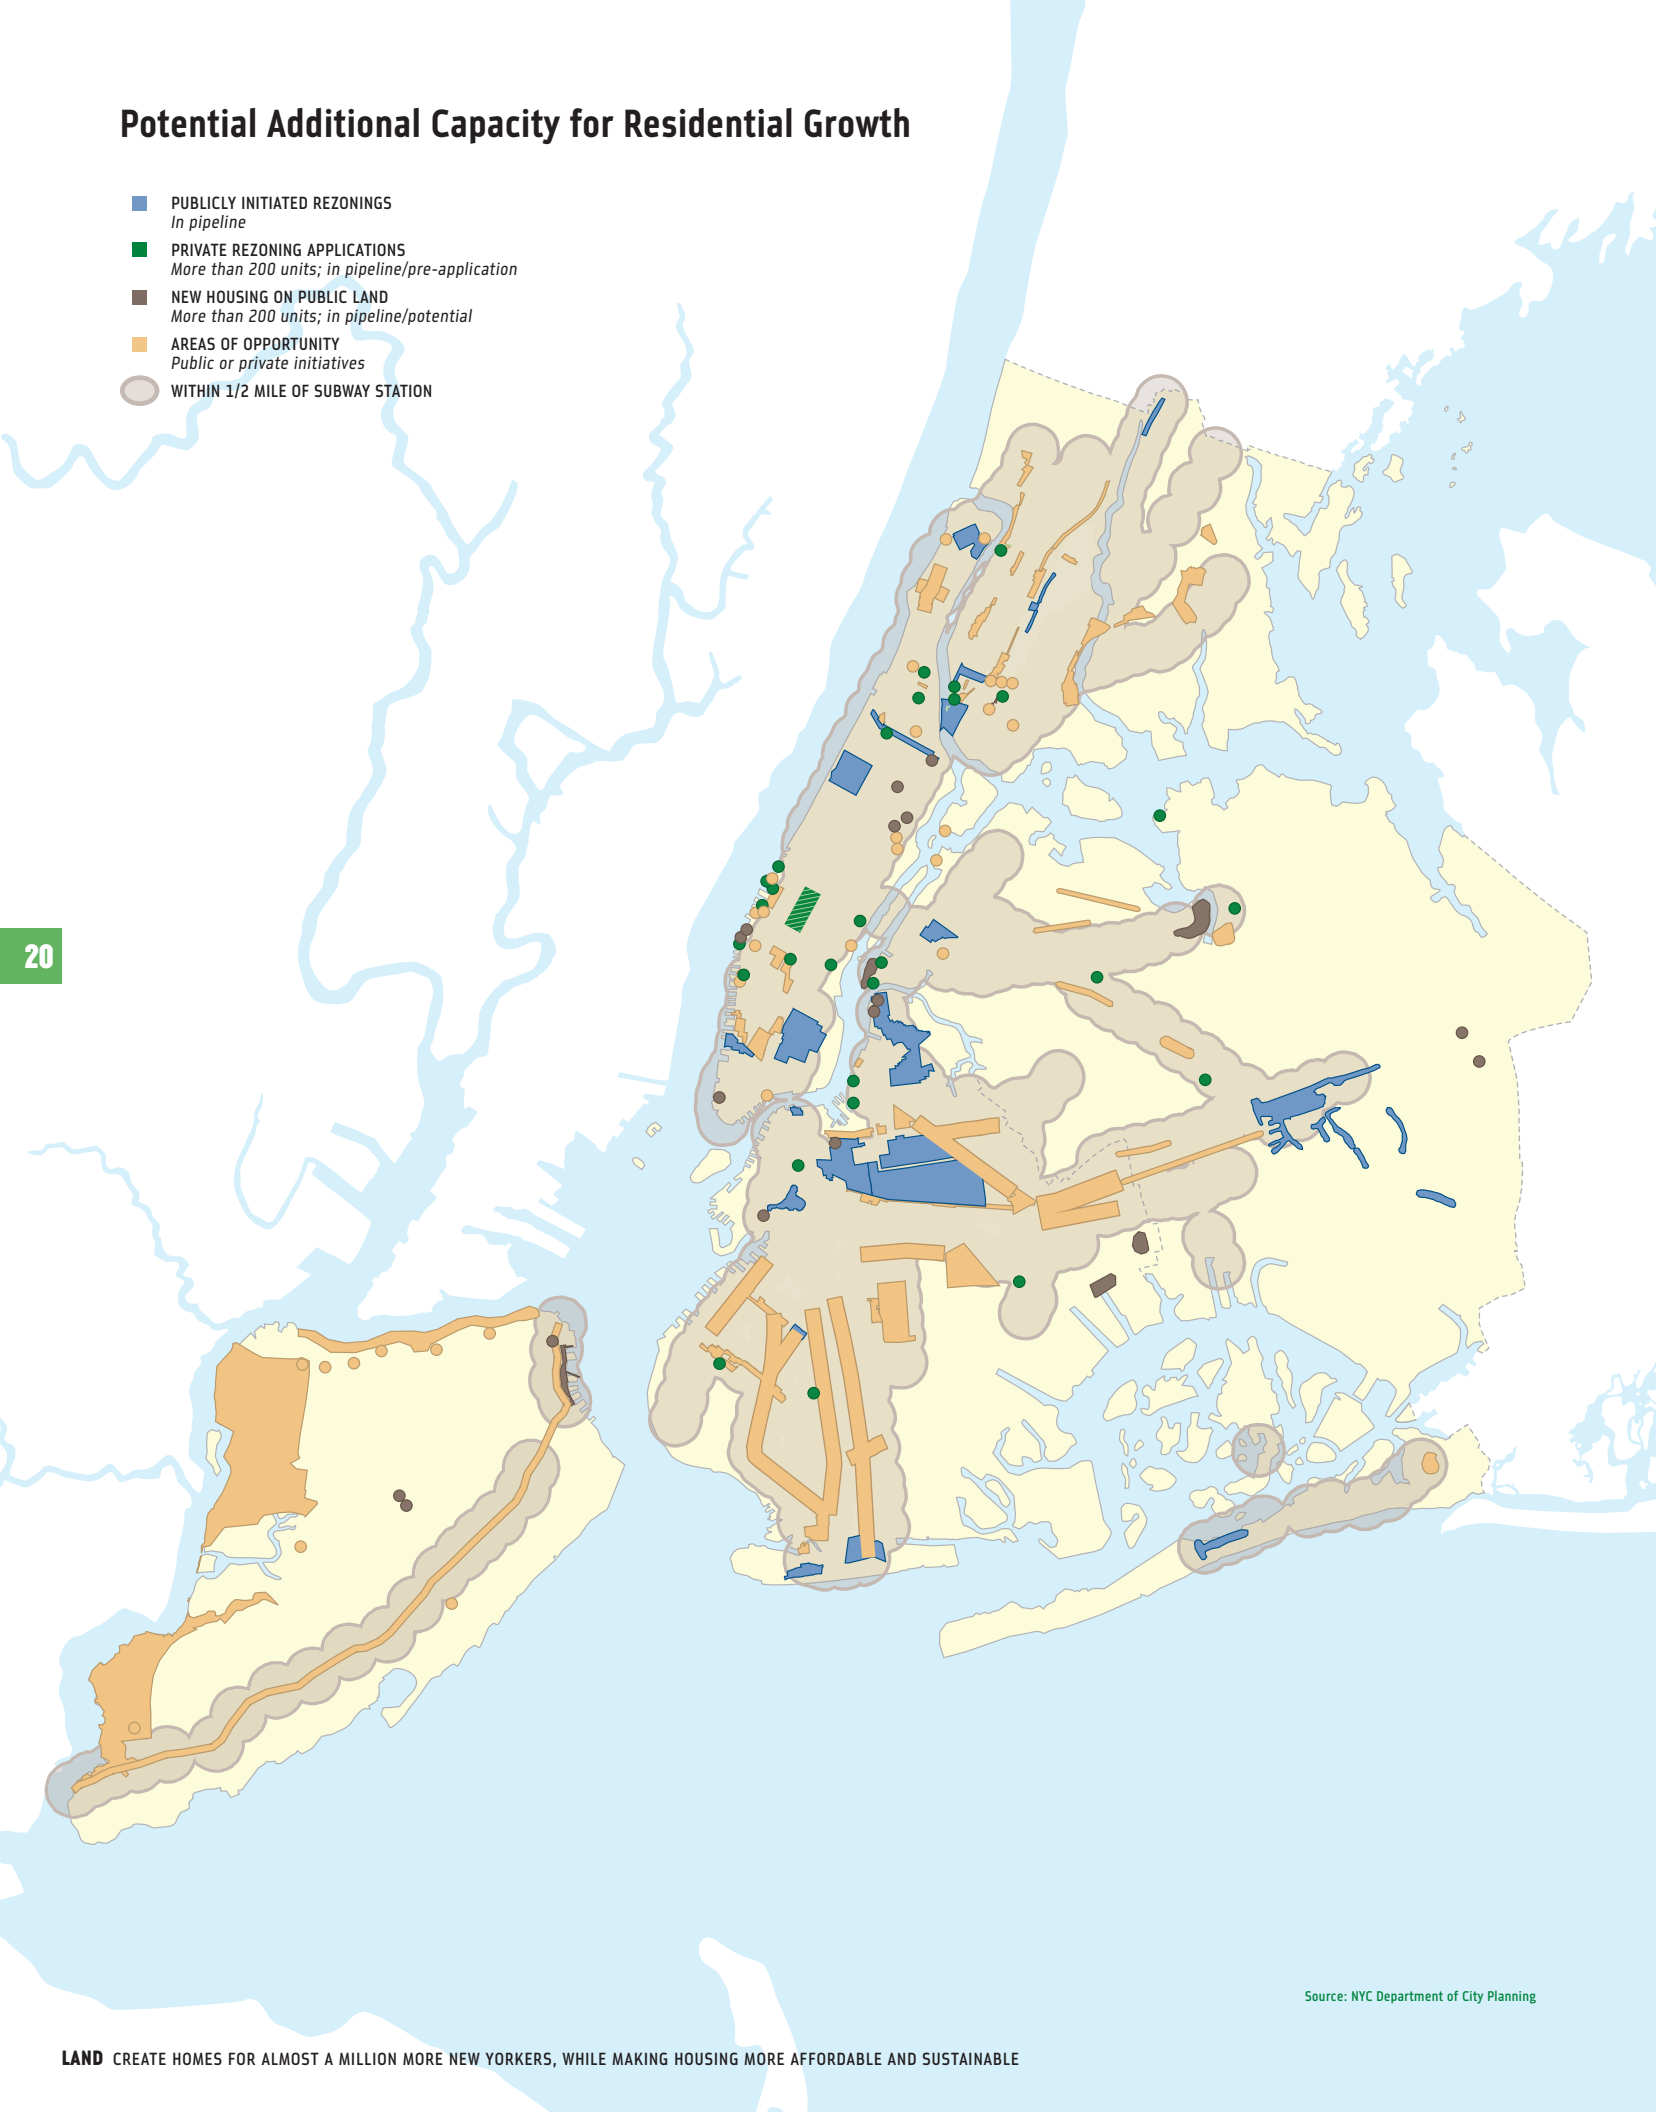 Potential Additional Capacity for Residential Growth
PUBLICLY INITIATED REZONINGS
In pipeline
PRIVATE REZONING APPLICATIONS
More than 200 units; in pipeline/pre-application
NEW HOUSING ON PUBLIC LAND
More than 200 units; in pipeline/potential
AREAS OF OPPORTUNITY
Public or private initiatives
WITHIN 1/2 MILE OF SUBWAY STATION
20
Source: NYC Department of City Planning
LAND CREATE HOMES FOR ALMOST A MILLION MORE NEW YORKERS, WHILE MAKING HOUSING MORE AFFORDABLE AND SUSTAINABLE